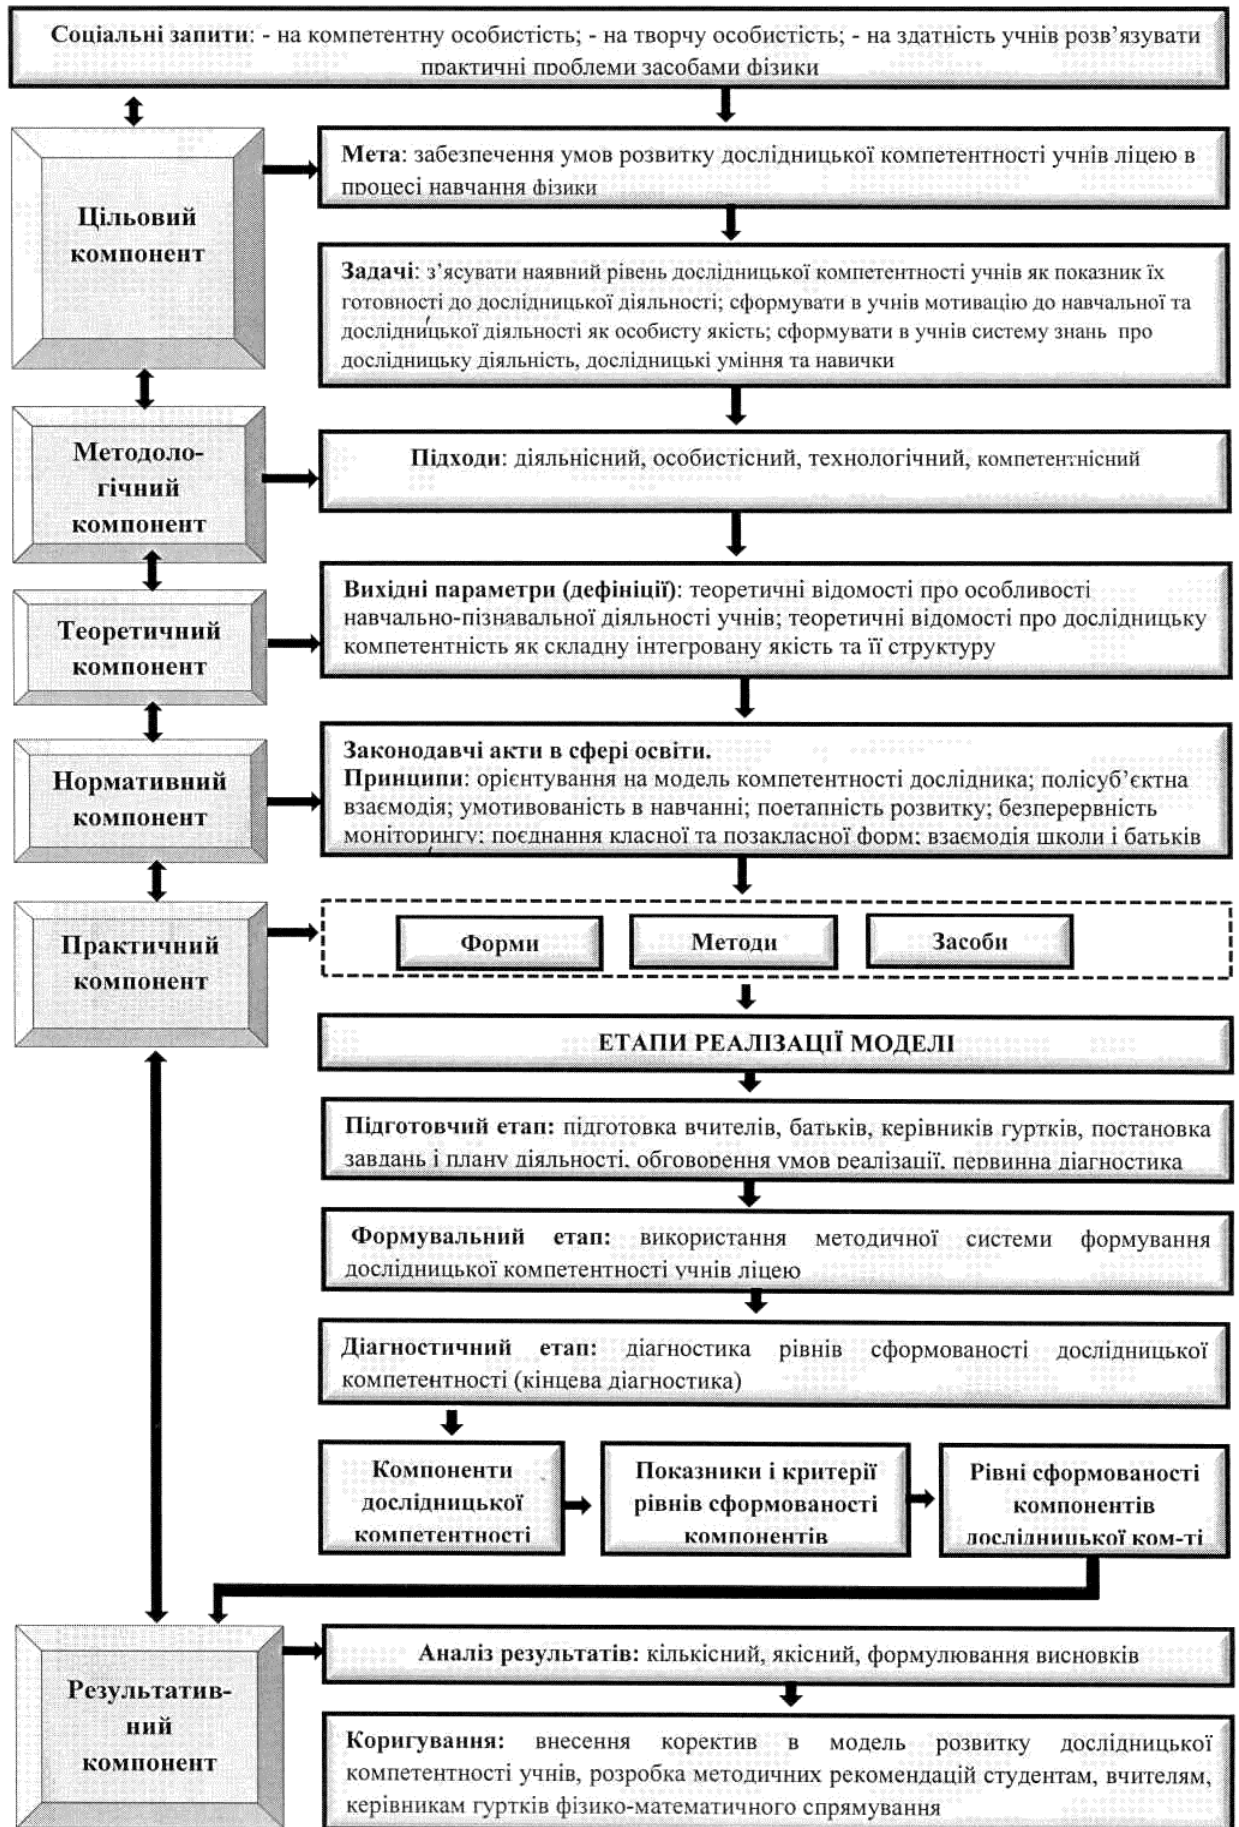 Соціальні запити: - на компетентну особистість; - на творчу особистість; - на здатність учнів розв’язувати
практичні проблеми засобами фізики
Цільовий
компонент
Мета: забезпечення умов розвитку дослідницької компетентності учнів ліцею в
процесі навчання фізики
Задачі: з’ясувати наявний рівень дослідницької компетентності учнів як показник їх
готовності до дослідницької діяльності; сформувати в учнів мотивацію до навчальної та
дослідницької діяльності як особисту якість; сформувати в учнів систему знань про
дослідницьку діяльність, дослідницькі уміння та навички
Методоло-
гічний
компонент
Підходи: діяльнісний, особистісний, технологічний, компетентнісний
Теоретичний
компонент
Вихідні параметри (дефініції): теоретичні відомості про особливості
навчально-пізнавальної діяльності учнів; теоретичні відомості про дослідницьку
компетентність як складну інтегровану якість та її структуру
Нормативний
компонент
Законодавчі акти в сфері освіти.
Принципи: орієнтування на модель компетентності дослідника; полісуб’єктна
взаємодія; умотивованість в навчанні; поетапність розвитку; безперервність
моніторингу; поєднання класної та позакласної форм; взаємодія школи і батьків
Практичний
компонент
Форми
Методи
Засоби
ЕТАПИ РЕАЛІЗАЦІЇ МОДЕЛІ
Підготовчий етап: підготовка вчителів, батьків, керівників гуртків, постановка
завдань і плану діяльності, обговорення умов реалізації, первинна діагностика
Формувальний етап: використання методичної системи формування
дослідницької компетентності учнів ліцею
Діагностичний етап: діагностика рівнів сформованості дослідницької
компетентності (кінцева діагностика)
Компоненти
дослідницької
компетентності
Показники і критерії
рівнів сформованості
компонентів
Рівні сформованості
компонентів
дослідницької ком-ті
Результатив-
ний
компонент
Аналіз результатів: кількісний, якісний, формулювання висновків
Коригування: внесення коректив в модель розвитку дослідницької
компетентності учнів, розробка методичних рекомендацій студентам, вчителям,
керівникам гуртків фізико-математичного спрямування